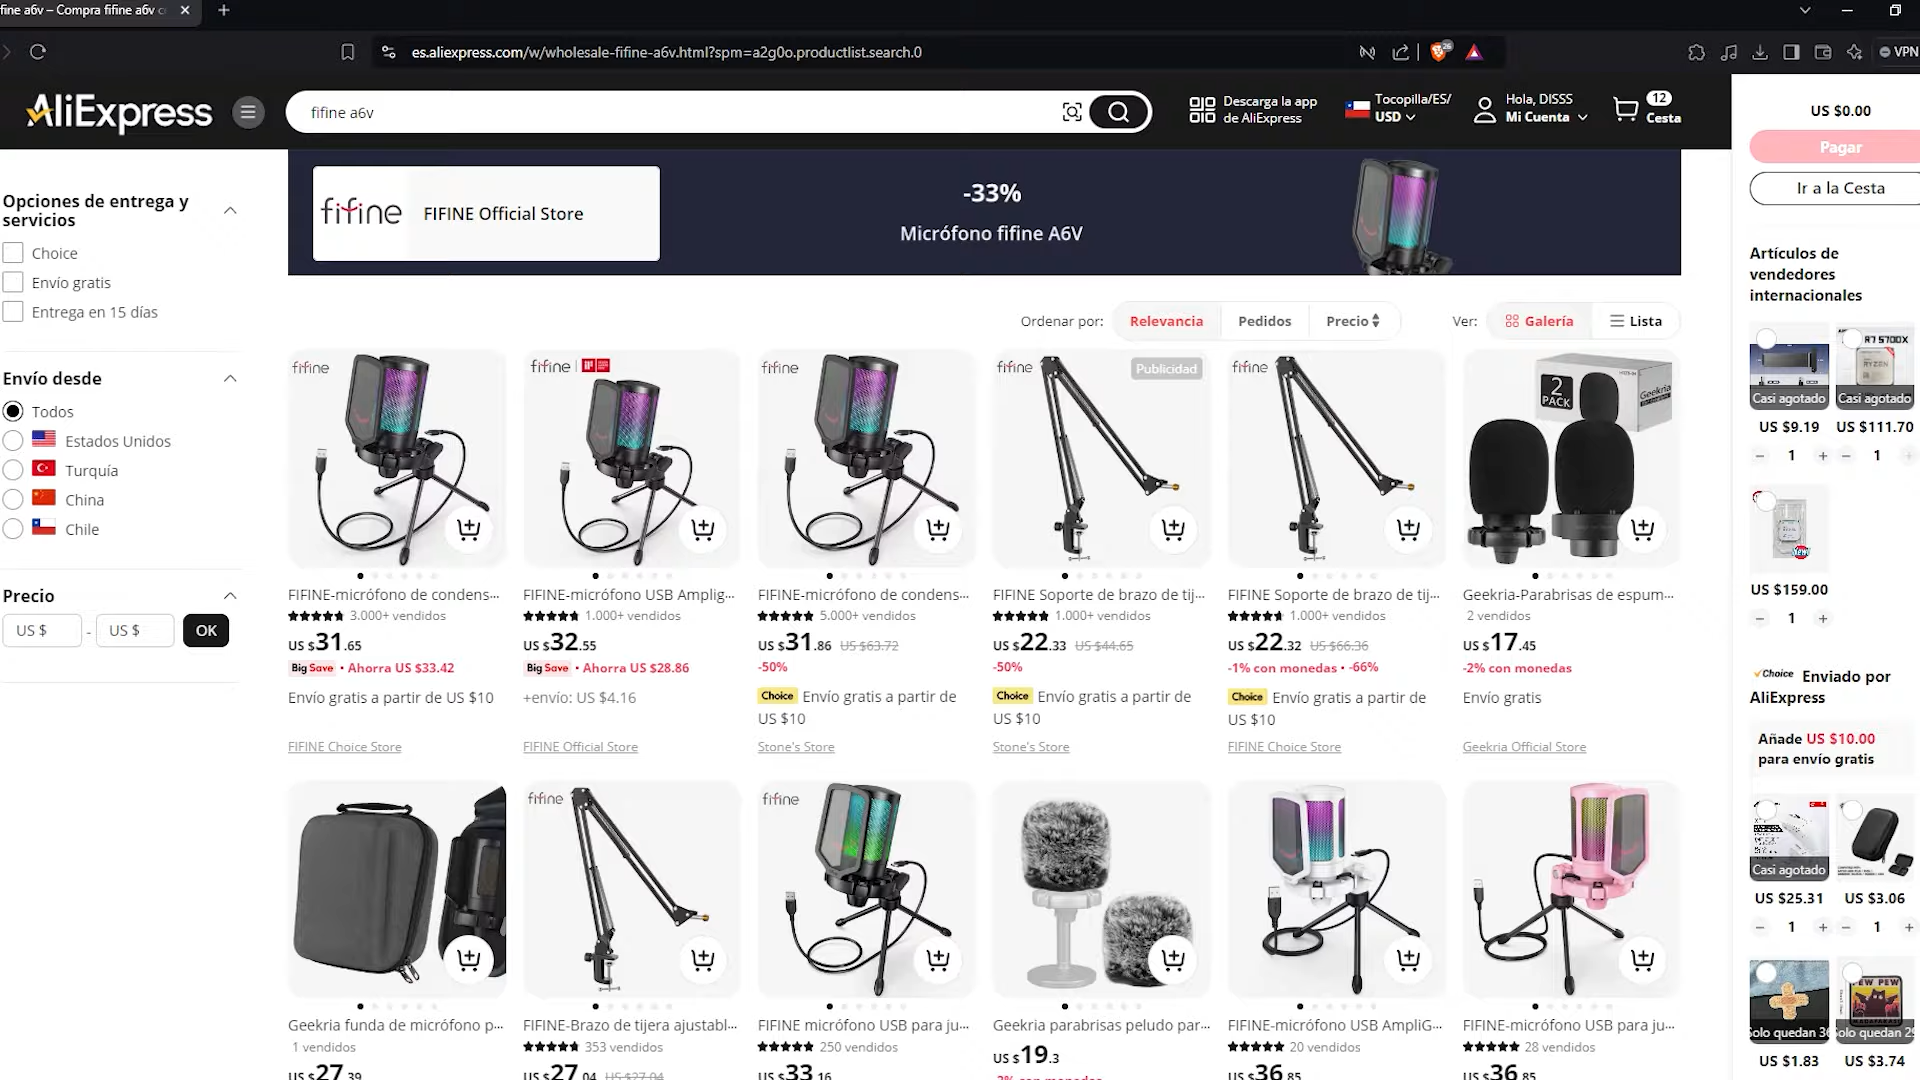 fine a6v – Compra fifine a6v c
es.aliexpress.com/w/wholesale-fifine-a6v.html?spm=a2g0o.productlist.search.0
26
VPN
AliExpress
fifine a6v
Descarga la app
de AliExpress
Tocopilla/ES/
USD
Hola, DISSS
Mi Cuenta
12
Cesta
US $0.00
Pagar
Ir a la Cesta
fifine
FIFINE Official Store
-33%
Micrófono fifine A6V
Opciones de entrega y
servicios
Choice
Envío gratis
Entrega en 15 días
Envío desde
Todos
Estados Unidos
Turquía
China
Chile
Precio
US $ - US $ OK
Ordenar por: Relevancia Pedidos Precio
Ver: Galería Lista
fifine
FIFINE-micrófono de condens...
3.000+ vendidos
US $31.65
Big Save • Ahorra US $33.42
Envío gratis a partir de US $10
FIFINE Choice Store
fifine
FIFINE-micrófono USB Amplig...
1.000+ vendidos
US $32.55
Big Save • Ahorra US $28.86
+envío: US $4.16
FIFINE Official Store
fifine
FIFINE-micrófono de condens...
5.000+ vendidos
US $31.86 US $63.72
-50%
Choice Envío gratis a partir de
US $10
Stone's Store
fifine
Publicidad
FIFINE Soporte de brazo de tij...
1.000+ vendidos
US $22.33 US $44.65
-50%
Choice Envío gratis a partir de
US $10
Stone's Store
fifine
FIFINE Soporte de brazo de tij...
1.000+ vendidos
US $22.32 US $66.36
-1% con monedas • -66%
Choice Envío gratis a partir de
US $10
FIFINE Choice Store
2
PACK
Geekria
Geekria-Parabrisas de espum...
2 vendidos
US $17.45
-2% con monedas
Envío gratis
Geekria Official Store
Geekria funda de micrófono p...
1 vendidos
US $27.39
fifine
FIFINE-Brazo de tijera ajustabl...
353 vendidos
US $27.04 US $27.04
fifine
FIFINE micrófono USB para ju...
250 vendidos
US $33.16
Geekria parabrisas peludo par...
US $19.3
-2% con monedas
FIFINE-micrófono USB AmpliG...
20 vendidos
US $36.85
FIFINE-micrófono USB para ju...
28 vendidos
US $36.85
Artículos de
vendedores
internacionales
R7 5700X
RYZEN
Casi agotado
Casi agotado
US $9.19
US $111.70
1
1
New
US $159.00
1
Choice Enviado por
AliExpress
Añade US $10.00
para envío gratis
Casi agotado
US $25.31
US $3.06
1
1
PEW PEW
Solo quedan 36
Solo quedan 29
US $1.83
US $3.74